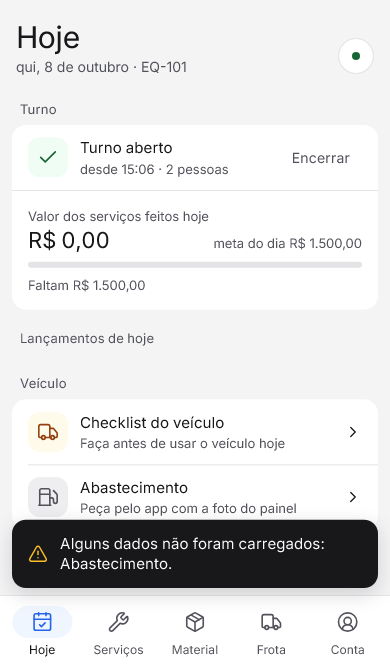 Hoje
qui, 8 de outubro · EQ-101
Turno
Turno aberto
desde 15:06 · 2 pessoas
Encerrar
Valor dos serviços feitos hoje
R$ 0,00
meta do dia R$ 1.500,00
Faltam R$ 1.500,00
Lançamentos de hoje
Veículo
Checklist do veículo
Faça antes de usar o veículo hoje
Abastecimento
Peça pelo app com a foto do painel
Alguns dados não foram carregados:
Abastecimento.
Hoje
Serviços
Material
Frota
Conta